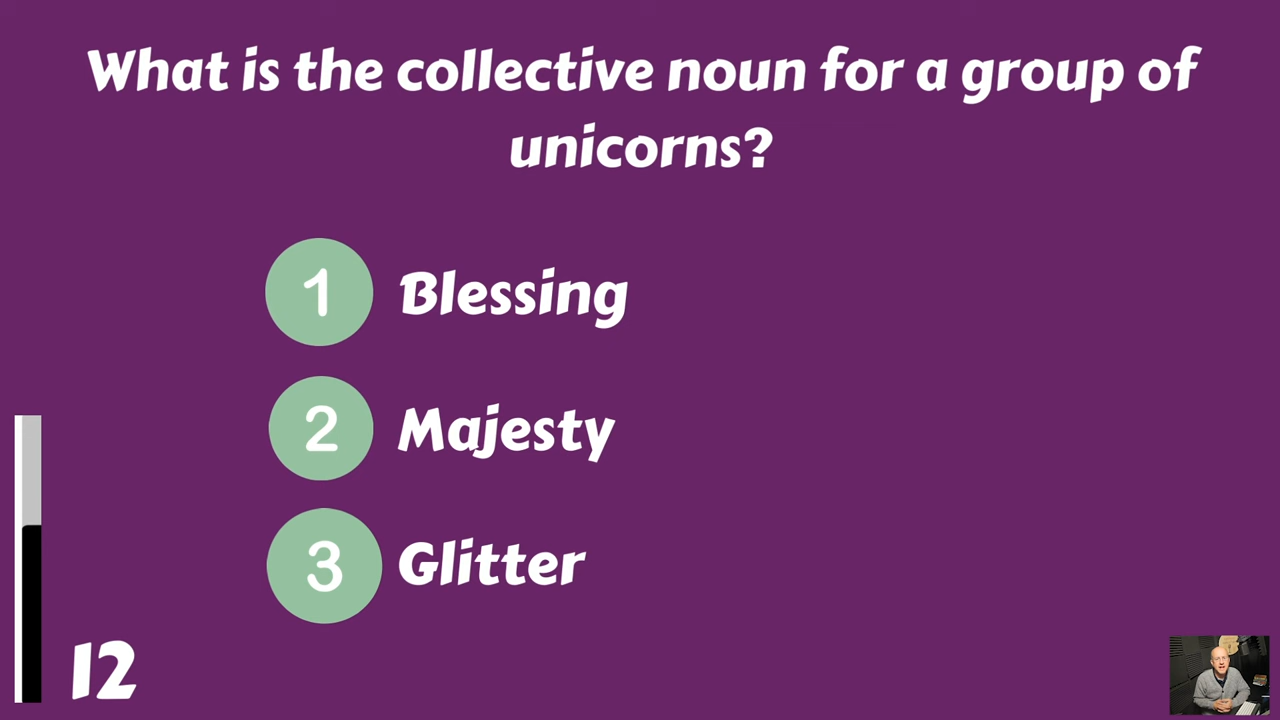 What is the collective noun for a group of
unicorns?
1 Blessing
2 Majesty
3 Glitter
12